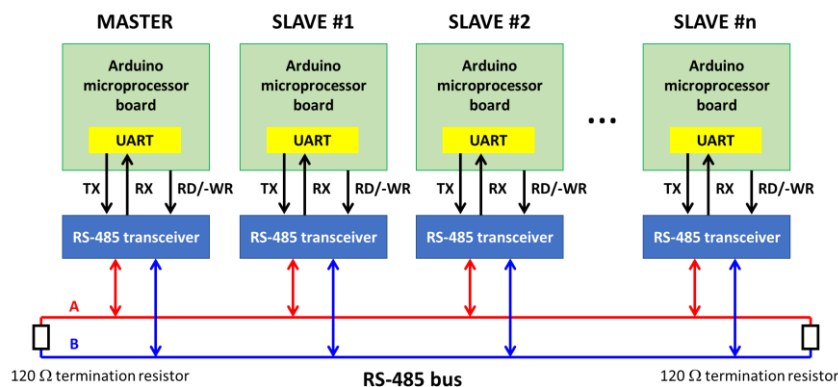 MASTER
SLAVE #1
SLAVE #2
SLAVE #n
Arduino
microprocessor
board
Arduino
microprocessor
board
Arduino
microprocessor
board
Arduino
microprocessor
board
...
UART
UART
UART
UART
TX
RX
RD/-WR
TX
RX
RD/-WR
TX
RX
RD/-WR
TX
RX
RD/-WR
RS-485 transceiver
RS-485 transceiver
RS-485 transceiver
RS-485 transceiver
A
B
120 Ω termination resistor
RS-485 bus
120 Ω termination resistor